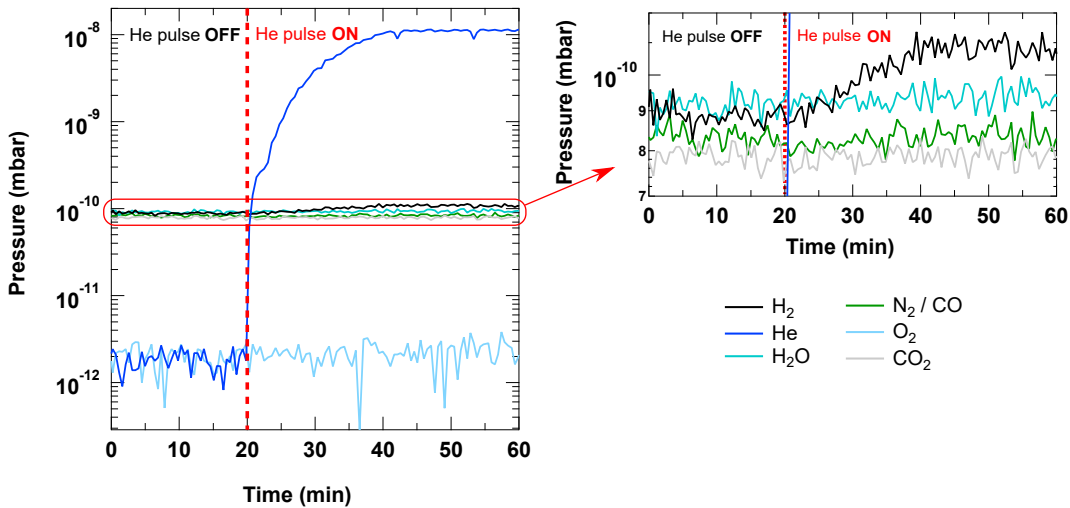 He pulse OFF He pulse ON
10⁻⁸
10⁻⁹
10⁻¹⁰
10⁻¹¹
10⁻¹²
Pressure (mbar)
0 10 20 30 40 50 60
Time (min)
He pulse OFF He pulse ON
10⁻¹⁰
9
8
7
Pressure (mbar)
0 10 20 30 40 50 60
Time (min)
H₂
He
H₂O
N₂ / CO
O₂
CO₂